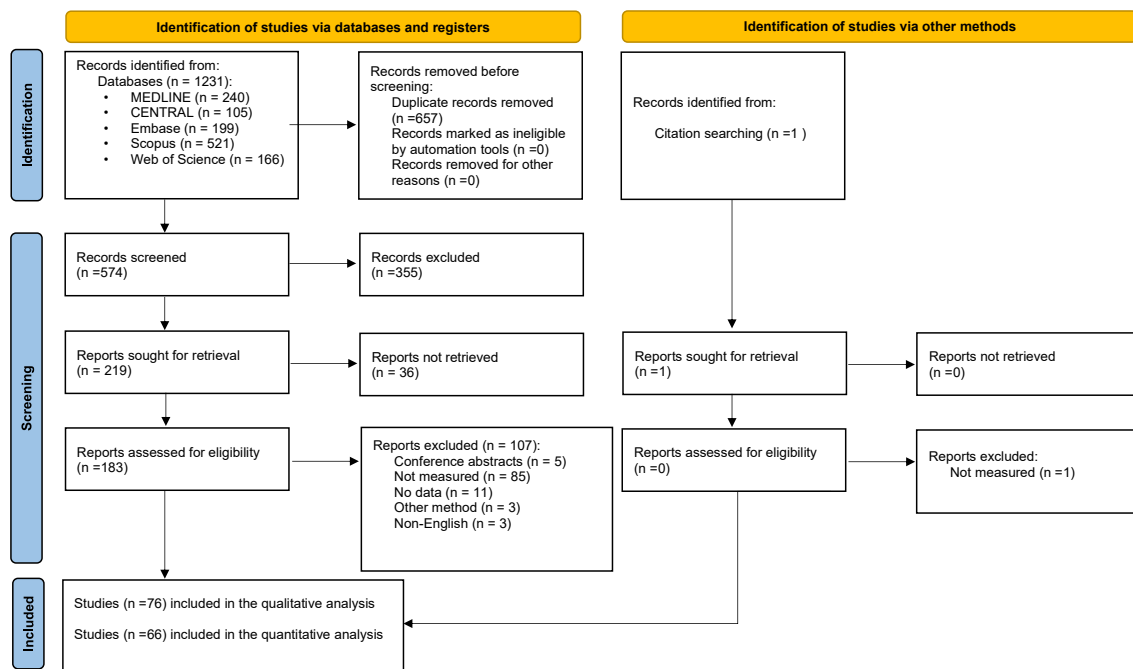 Identification of studies via databases and registers
Identification of studies via other methods
Identification
Records identified from:
Databases (n = 1231):
• MEDLINE (n = 240)
• CENTRAL (n = 105)
• Embase (n = 199)
• Scopus (n = 521)
• Web of Science (n = 166)
Records removed before
screening:
Duplicate records removed
(n =657)
Records marked as ineligible
by automation tools (n =0)
Records removed for other
reasons (n =0)
Records identified from:
Citation searching (n =1 )
Screening
Records screened
(n =574)
Records excluded
(n =355)
Reports sought for retrieval
(n = 219)
Reports not retrieved
(n = 36)
Reports sought for retrieval
(n =1)
Reports not retrieved
(n =0)
Reports assessed for eligibility
(n =183)
Reports excluded (n = 107):
Conference abstracts (n = 5)
Not measured (n = 85)
No data (n = 11)
Other method (n = 3)
Non-English (n = 3)
Reports assessed for eligibility
(n =0)
Reports excluded:
Not measured (n =1)
Included
Studies (n =76) included in the qualitative analysis
Studies (n =66) included in the quantitative analysis